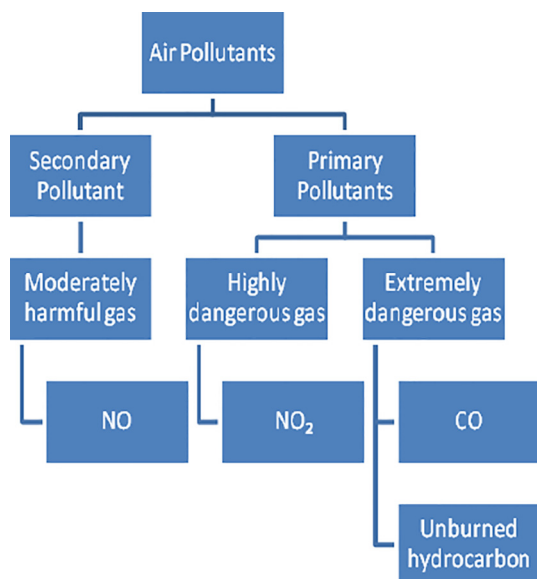 Air Pollutants
Secondary
Pollutant
Primary
Pollutants
Moderately
harmful gas
Highly
dangerous gas
Extremely
dangerous gas
NO
NO₂
CO
Unburned
hydrocarbon